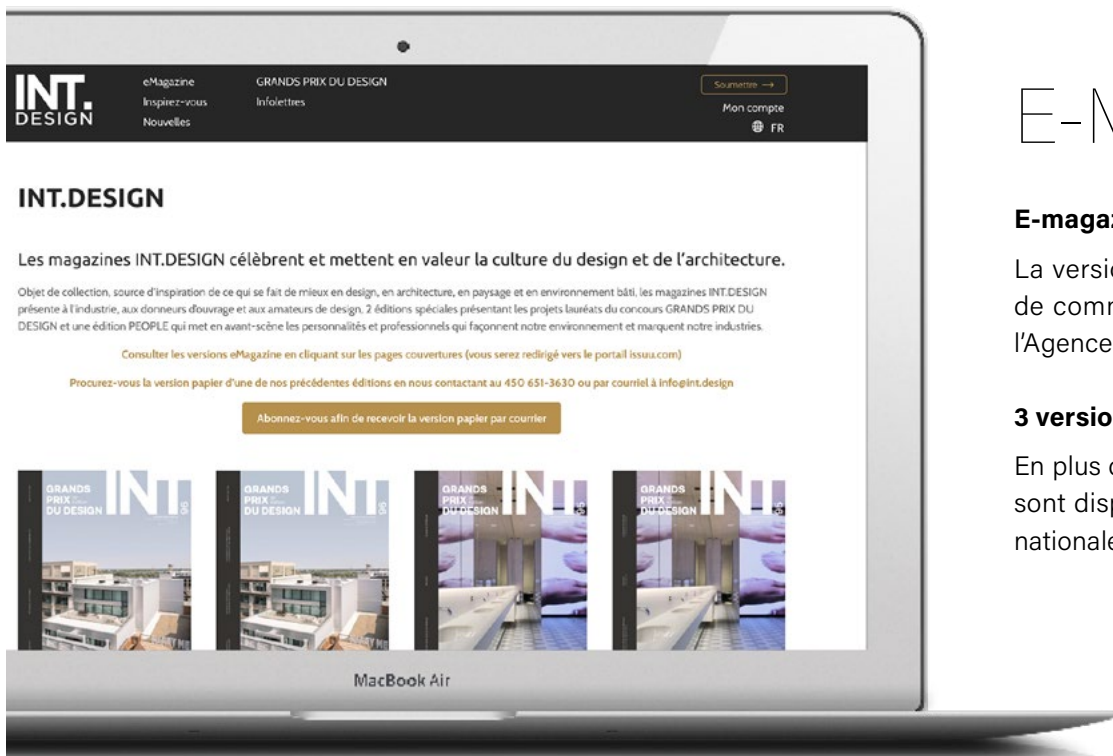 INT.
DESIGN
eMagazine
Inspirez-vous
Nouvelles
GRANDS PRIX DU DESIGN
Infolettres
Soumettre →
Mon compte
FR
INT.DESIGN
Les magazines INT.DESIGN célèbrent et mettent en valeur la culture du design et de l'architecture.
Objet de collection, source d'inspiration de ce qui se fait de mieux en design, en architecture, en paysage et en environnement bâti, les magazines INT.DESIGN
présente à l'industrie, aux donneurs d'ouvrage et aux amateurs de design, 2 éditions spéciales présentant les projets lauréats du concours GRANDS PRIX DU
DESIGN et une édition PEOPLE qui met en avant-scène les personnalités et professionnels qui façonnent notre environnement et marquent notre industries.
Consulter les versions eMagazine en cliquant sur les pages couvertures (vous serez redirigé vers le portail issuu.com)
Procurez-vous la version papier d'une de nos précédentes éditions en nous contactant au 450 651-3630 ou par courriel à info@int.design
Abonnez-vous afin de recevoir la version papier par courrier
GRANDS
PRIX
DU DESIGN
INT
96
GRANDS
PRIX
DU DESIGN
INT
96
GRANDS
PRIX
DU DESIGN
INT
95
GRANDS
PRIX
DU DESIGN
INT
95
MacBook Air
E-M
E-magaz
La versio
de comm
l'Agence
3 versio
En plus d
sont disp
nationale